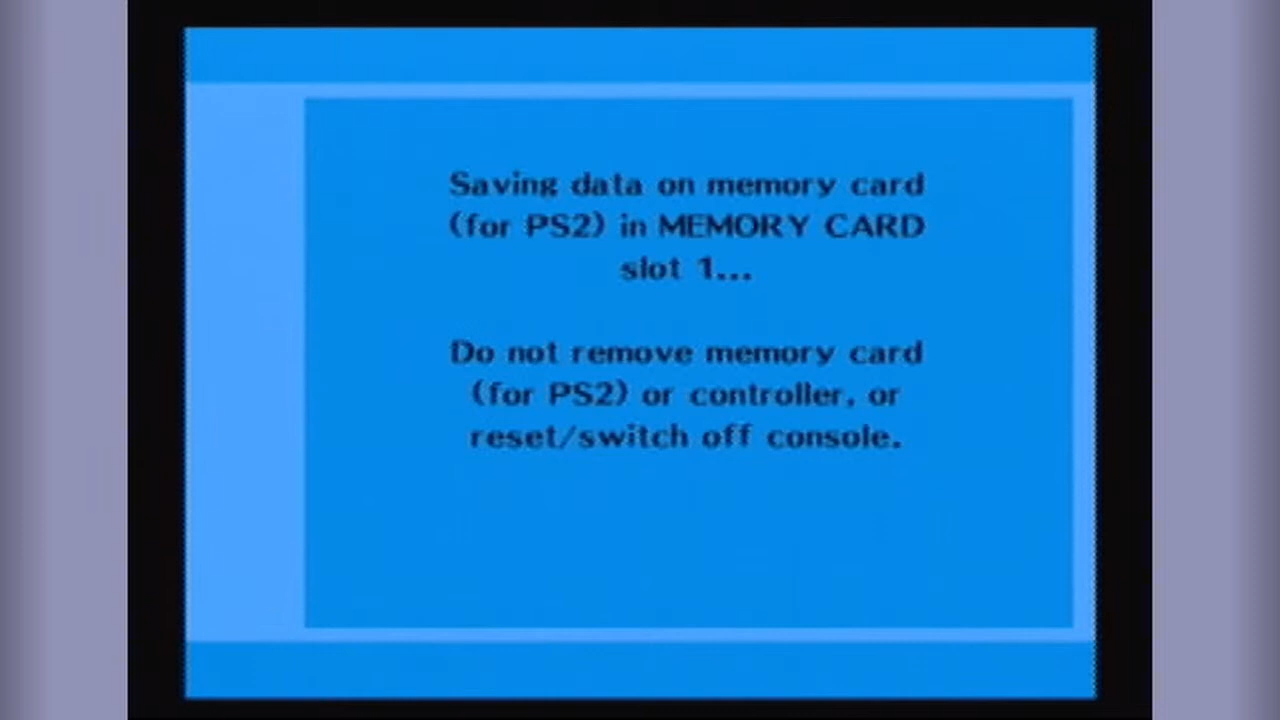 Saving data on memory card
(for PS2) in MEMORY CARD
slot 1...
Do not remove memory card
(for PS2) or controller, or
reset/switch off console.